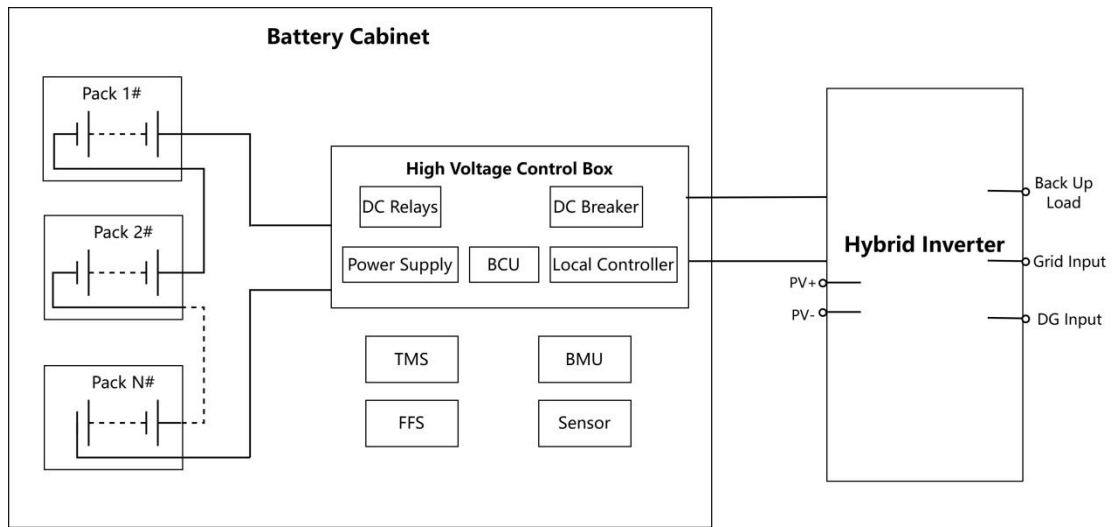 Battery Cabinet
Pack 1#
Pack 2#
Pack N#
High Voltage Control Box
DC Relays
DC Breaker
Power Supply
BCU
Local Controller
TMS
BMU
FFS
Sensor
Hybrid Inverter
PV+
PV-
Back Up
Load
Grid Input
DG Input